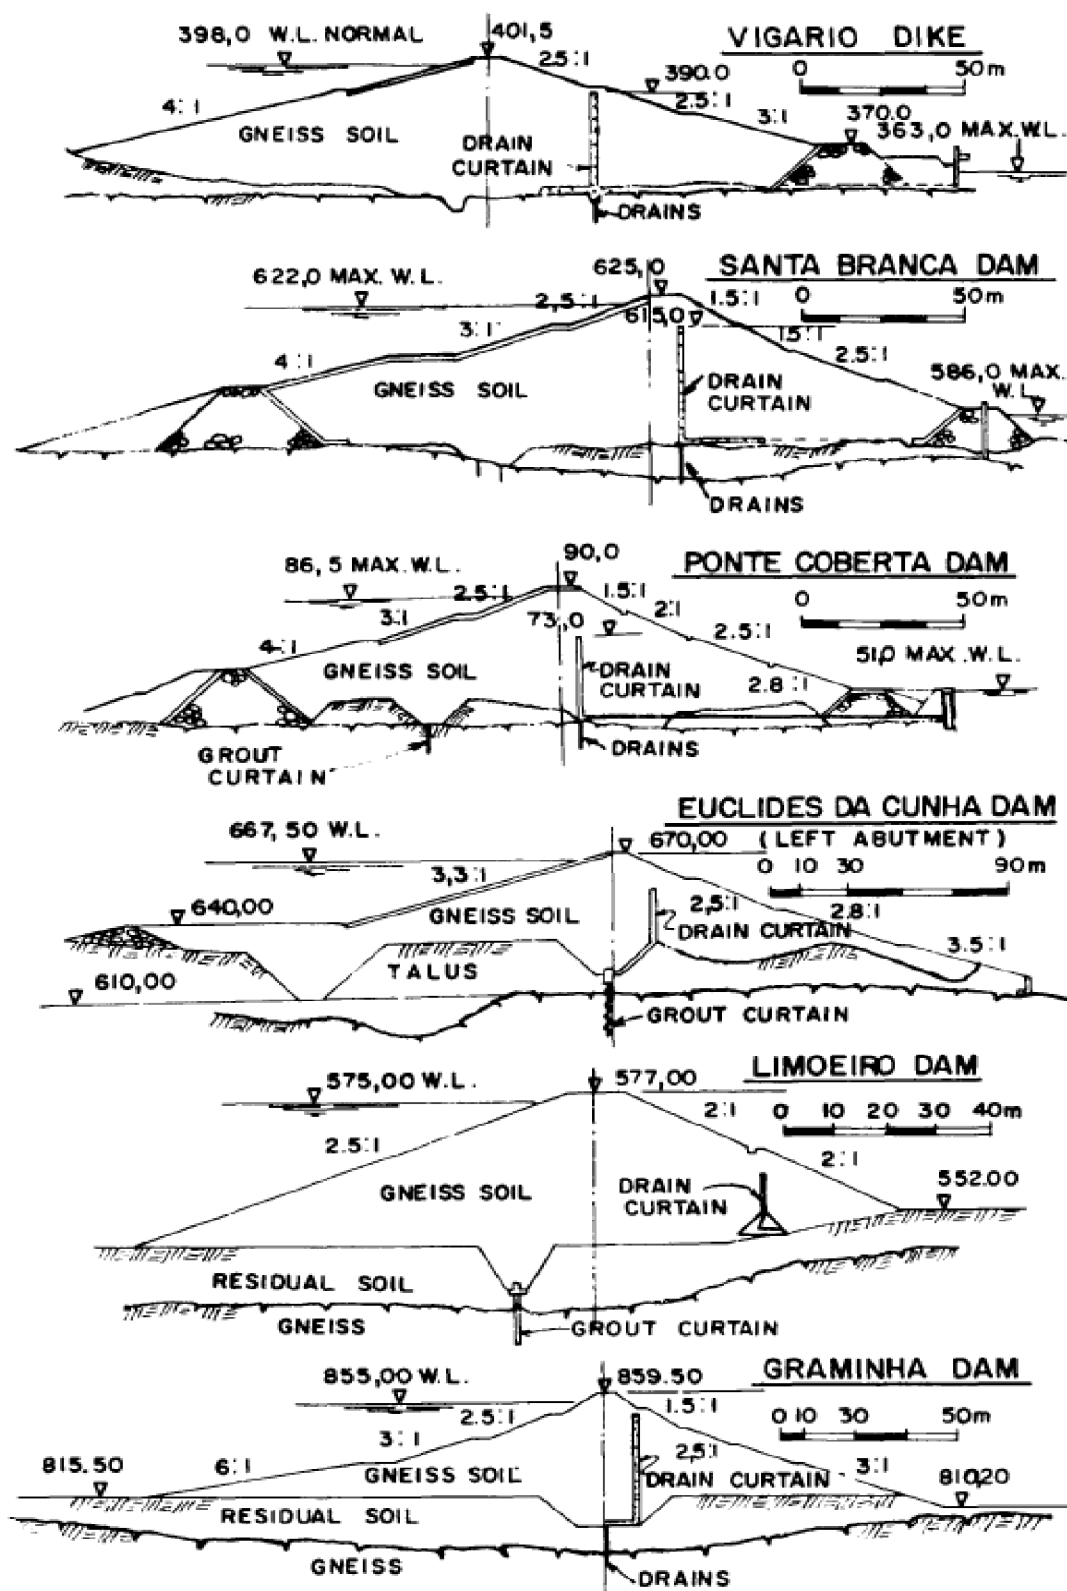 VIGARIO DIKE
0 50m
398,0 W.L. NORMAL
401,5
2.5:1
390.0
4:1
2.5:1
3:1
370.0
363,0 MAX. W.L.
GNEISS SOIL
DRAIN
CURTAIN
DRAINS
SANTA BRANCA DAM
0 50m
622,0 MAX. W.L.
625,0
2,5:1
1.5:1
615,0
3:1
1.5:1
4:1
2.5:1
586,0 MAX.
W.L.
GNEISS SOIL
DRAIN
CURTAIN
DRAINS
PONTE COBERTA DAM
0 50m
86,5 MAX. W.L.
90,0
2.5:1
1.5:1
3:1
73,0
2:1
4:1
2.5:1
51,0 MAX. W.L.
GNEISS SOIL
DRAIN
CURTAIN
2.8:1
GROUT
CURTAIN
DRAINS
EUCLIDES DA CUNHA DAM
(LEFT ABUTMENT)
0 10 30 90m
667,50 W.L.
670,00
3,3:1
640,00
GNEISS SOIL
2,5:1
2.8:1
DRAIN CURTAIN
3.5:1
TALUS
610,00
GROUT CURTAIN
LIMOEIRO DAM
0 10 20 30 40m
575,00 W.L.
577,00
2:1
2.5:1
2:1
GNEISS SOIL
DRAIN
CURTAIN
552.00
RESIDUAL SOIL
GNEISS
GROUT CURTAIN
GRAMINHA DAM
0 10 30 50m
855,00 W.L.
859.50
2.5:1
1.5:1
3:1
2,5:1
815.50
6:1
GNEISS SOIL
DRAIN CURTAIN
3:1
810,20
RESIDUAL SOIL
GNEISS
DRAINS